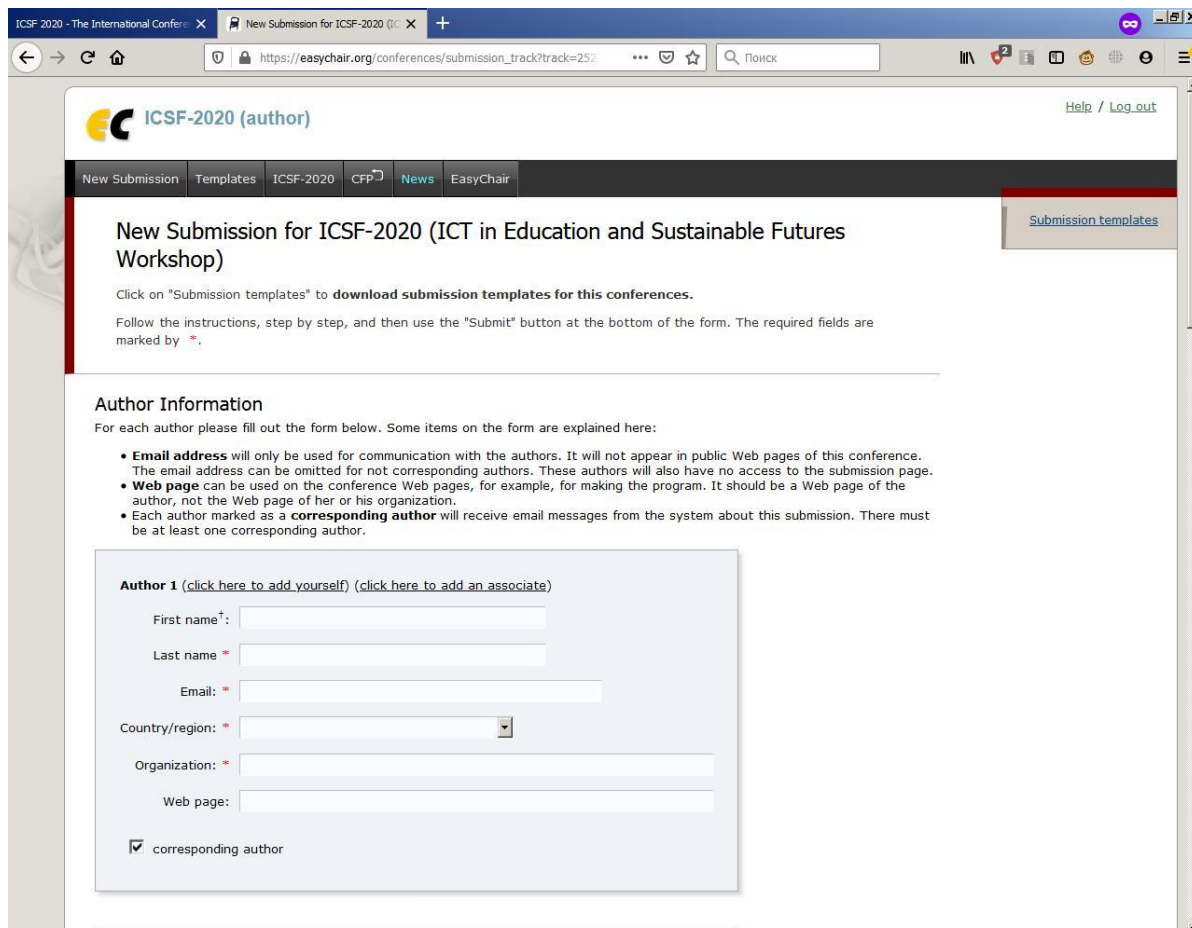 ICSF 2020 - The International Confere
New Submission for ICSF-2020 (IC
https://easychair.org/conferences/submission_track?track=252
Поиск
2
EC ICSF-2020 (author)
Help / Log out
New Submission Templates ICSF-2020 CFP News EasyChair
Submission templates
New Submission for ICSF-2020 (ICT in Education and Sustainable Futures
Workshop)
Click on "Submission templates" to download submission templates for this conferences.
Follow the instructions, step by step, and then use the "Submit" button at the bottom of the form. The required fields are
marked by *.
Author Information
For each author please fill out the form below. Some items on the form are explained here:
• Email address will only be used for communication with the authors. It will not appear in public Web pages of this conference.
The email address can be omitted for not corresponding authors. These authors will also have no access to the submission page.
• Web page can be used on the conference Web pages, for example, for making the program. It should be a Web page of the
author, not the Web page of her or his organization.
• Each author marked as a corresponding author will receive email messages from the system about this submission. There must
be at least one corresponding author.
Author 1 (click here to add yourself) (click here to add an associate)
First name†:
Last name *
Email: *
Country/region: *
Organization: *
Web page:
corresponding author